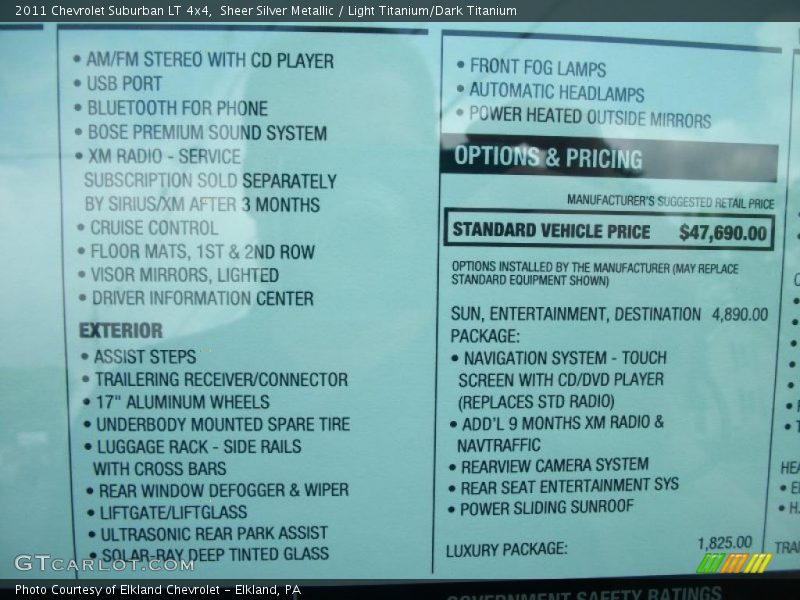 2011 Chevrolet Suburban LT 4x4, Sheer Silver Metallic / Light Titanium/Dark Titanium
• AM/FM STEREO WITH CD PLAYER
• USB PORT
• BLUETOOTH FOR PHONE
• BOSE PREMIUM SOUND SYSTEM
• XM RADIO - SERVICE
SUBSCRIPTION SOLD SEPARATELY
BY SIRIUS/XM AFTER 3 MONTHS
• CRUISE CONTROL
• FLOOR MATS, 1ST & 2ND ROW
• VISOR MIRRORS, LIGHTED
• DRIVER INFORMATION CENTER
EXTERIOR
• ASSIST STEPS
• TRAILERING RECEIVER/CONNECTOR
• 17" ALUMINUM WHEELS
• UNDERBODY MOUNTED SPARE TIRE
• LUGGAGE RACK - SIDE RAILS
WITH CROSS BARS
• REAR WINDOW DEFOGGER & WIPER
• LIFTGATE/LIFTGLASS
• ULTRASONIC REAR PARK ASSIST
• SOLAR-RAY DEEP TINTED GLASS
• FRONT FOG LAMPS
• AUTOMATIC HEADLAMPS
• POWER HEATED OUTSIDE MIRRORS
OPTIONS & PRICING
MANUFACTURER'S SUGGESTED RETAIL PRICE
STANDARD VEHICLE PRICE $47,690.00
OPTIONS INSTALLED BY THE MANUFACTURER (MAY REPLACE
STANDARD EQUIPMENT SHOWN)
SUN, ENTERTAINMENT, DESTINATION 4,890.00
PACKAGE:
• NAVIGATION SYSTEM - TOUCH
SCREEN WITH CD/DVD PLAYER
(REPLACES STD RADIO)
• ADD'L 9 MONTHS XM RADIO &
NAVTRAFFIC
• REARVIEW CAMERA SYSTEM
• REAR SEAT ENTERTAINMENT SYS
• POWER SLIDING SUNROOF
LUXURY PACKAGE: 1,825.00
GOVERNMENT SAFETY RATINGS
GTCarLot.com
Photo Courtesy of Elkland Chevrolet - Elkland, PA